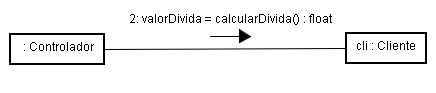 2: valorDivida = calcularDivida() : float
: Controlador
cli : Cliente